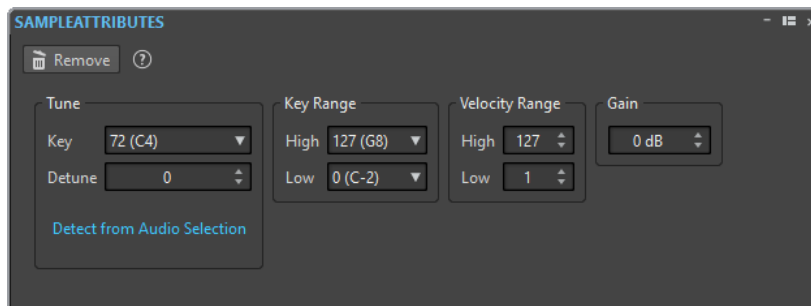 SAMPLEATTRIBUTES
Remove ?
Tune
Key 72 (C4)
Detune 0
Detect from Audio Selection
Key Range
High 127 (G8)
Low 0 (C-2)
Velocity Range
High 127
Low 1
Gain
0 dB